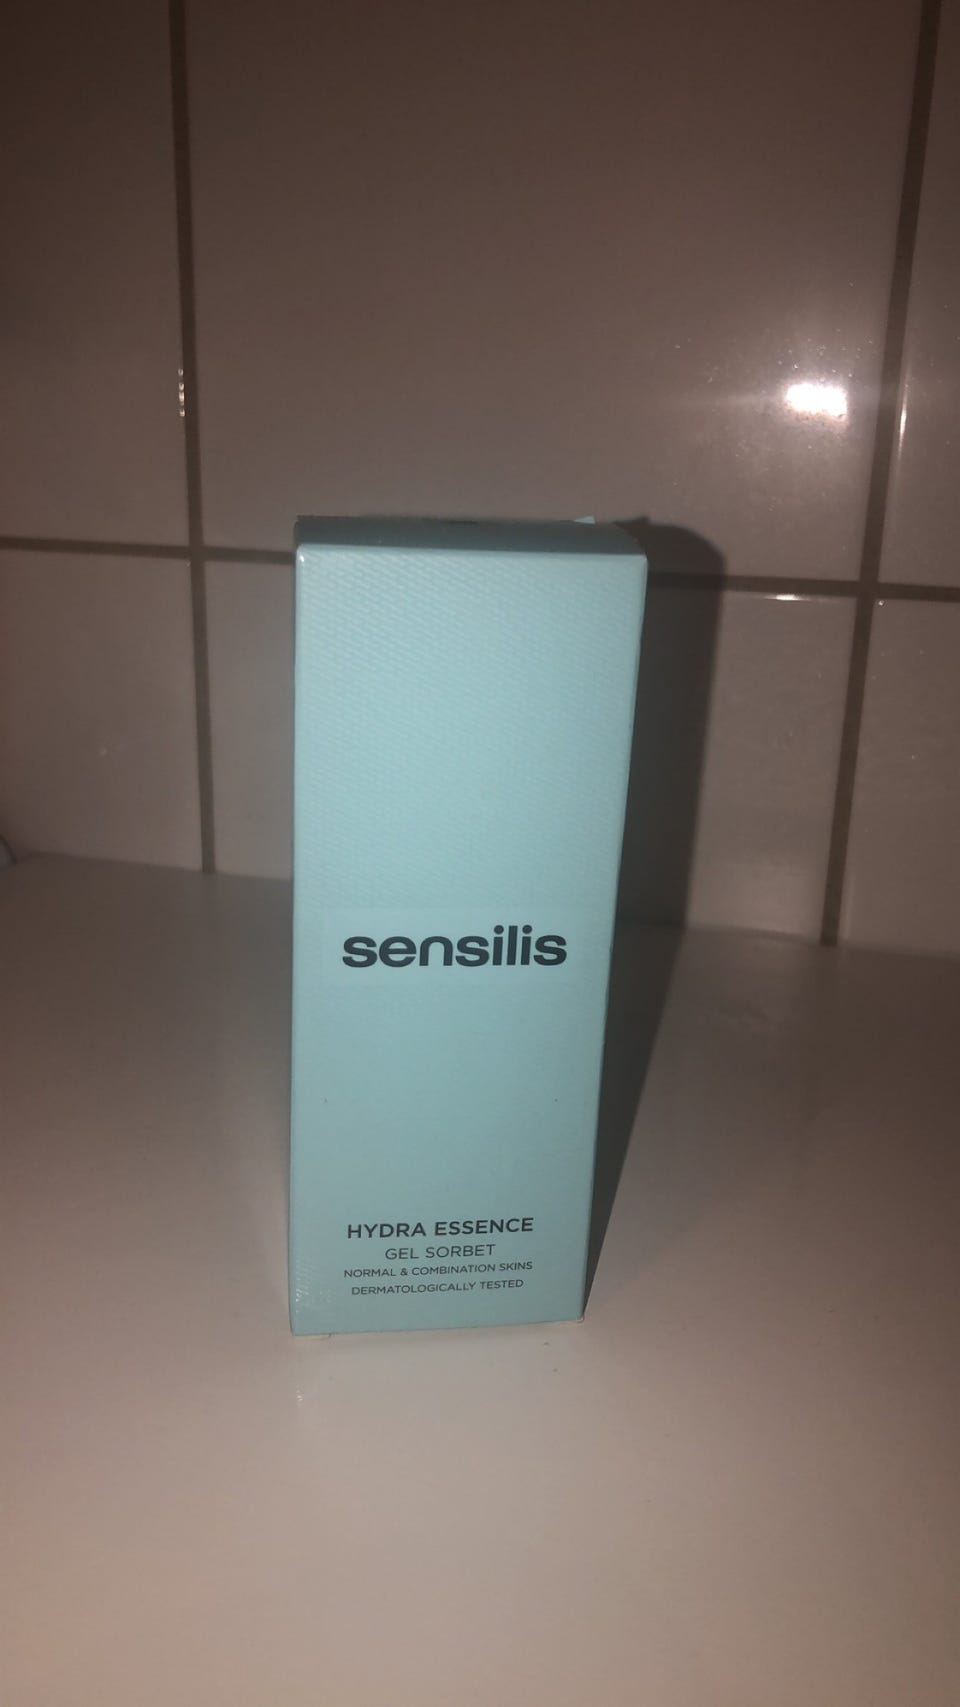 sensilis
HYDRA ESSENCE
GEL SORBET
NORMAL & COMBINATION SKINS
DERMATOLOGICALLY TESTED